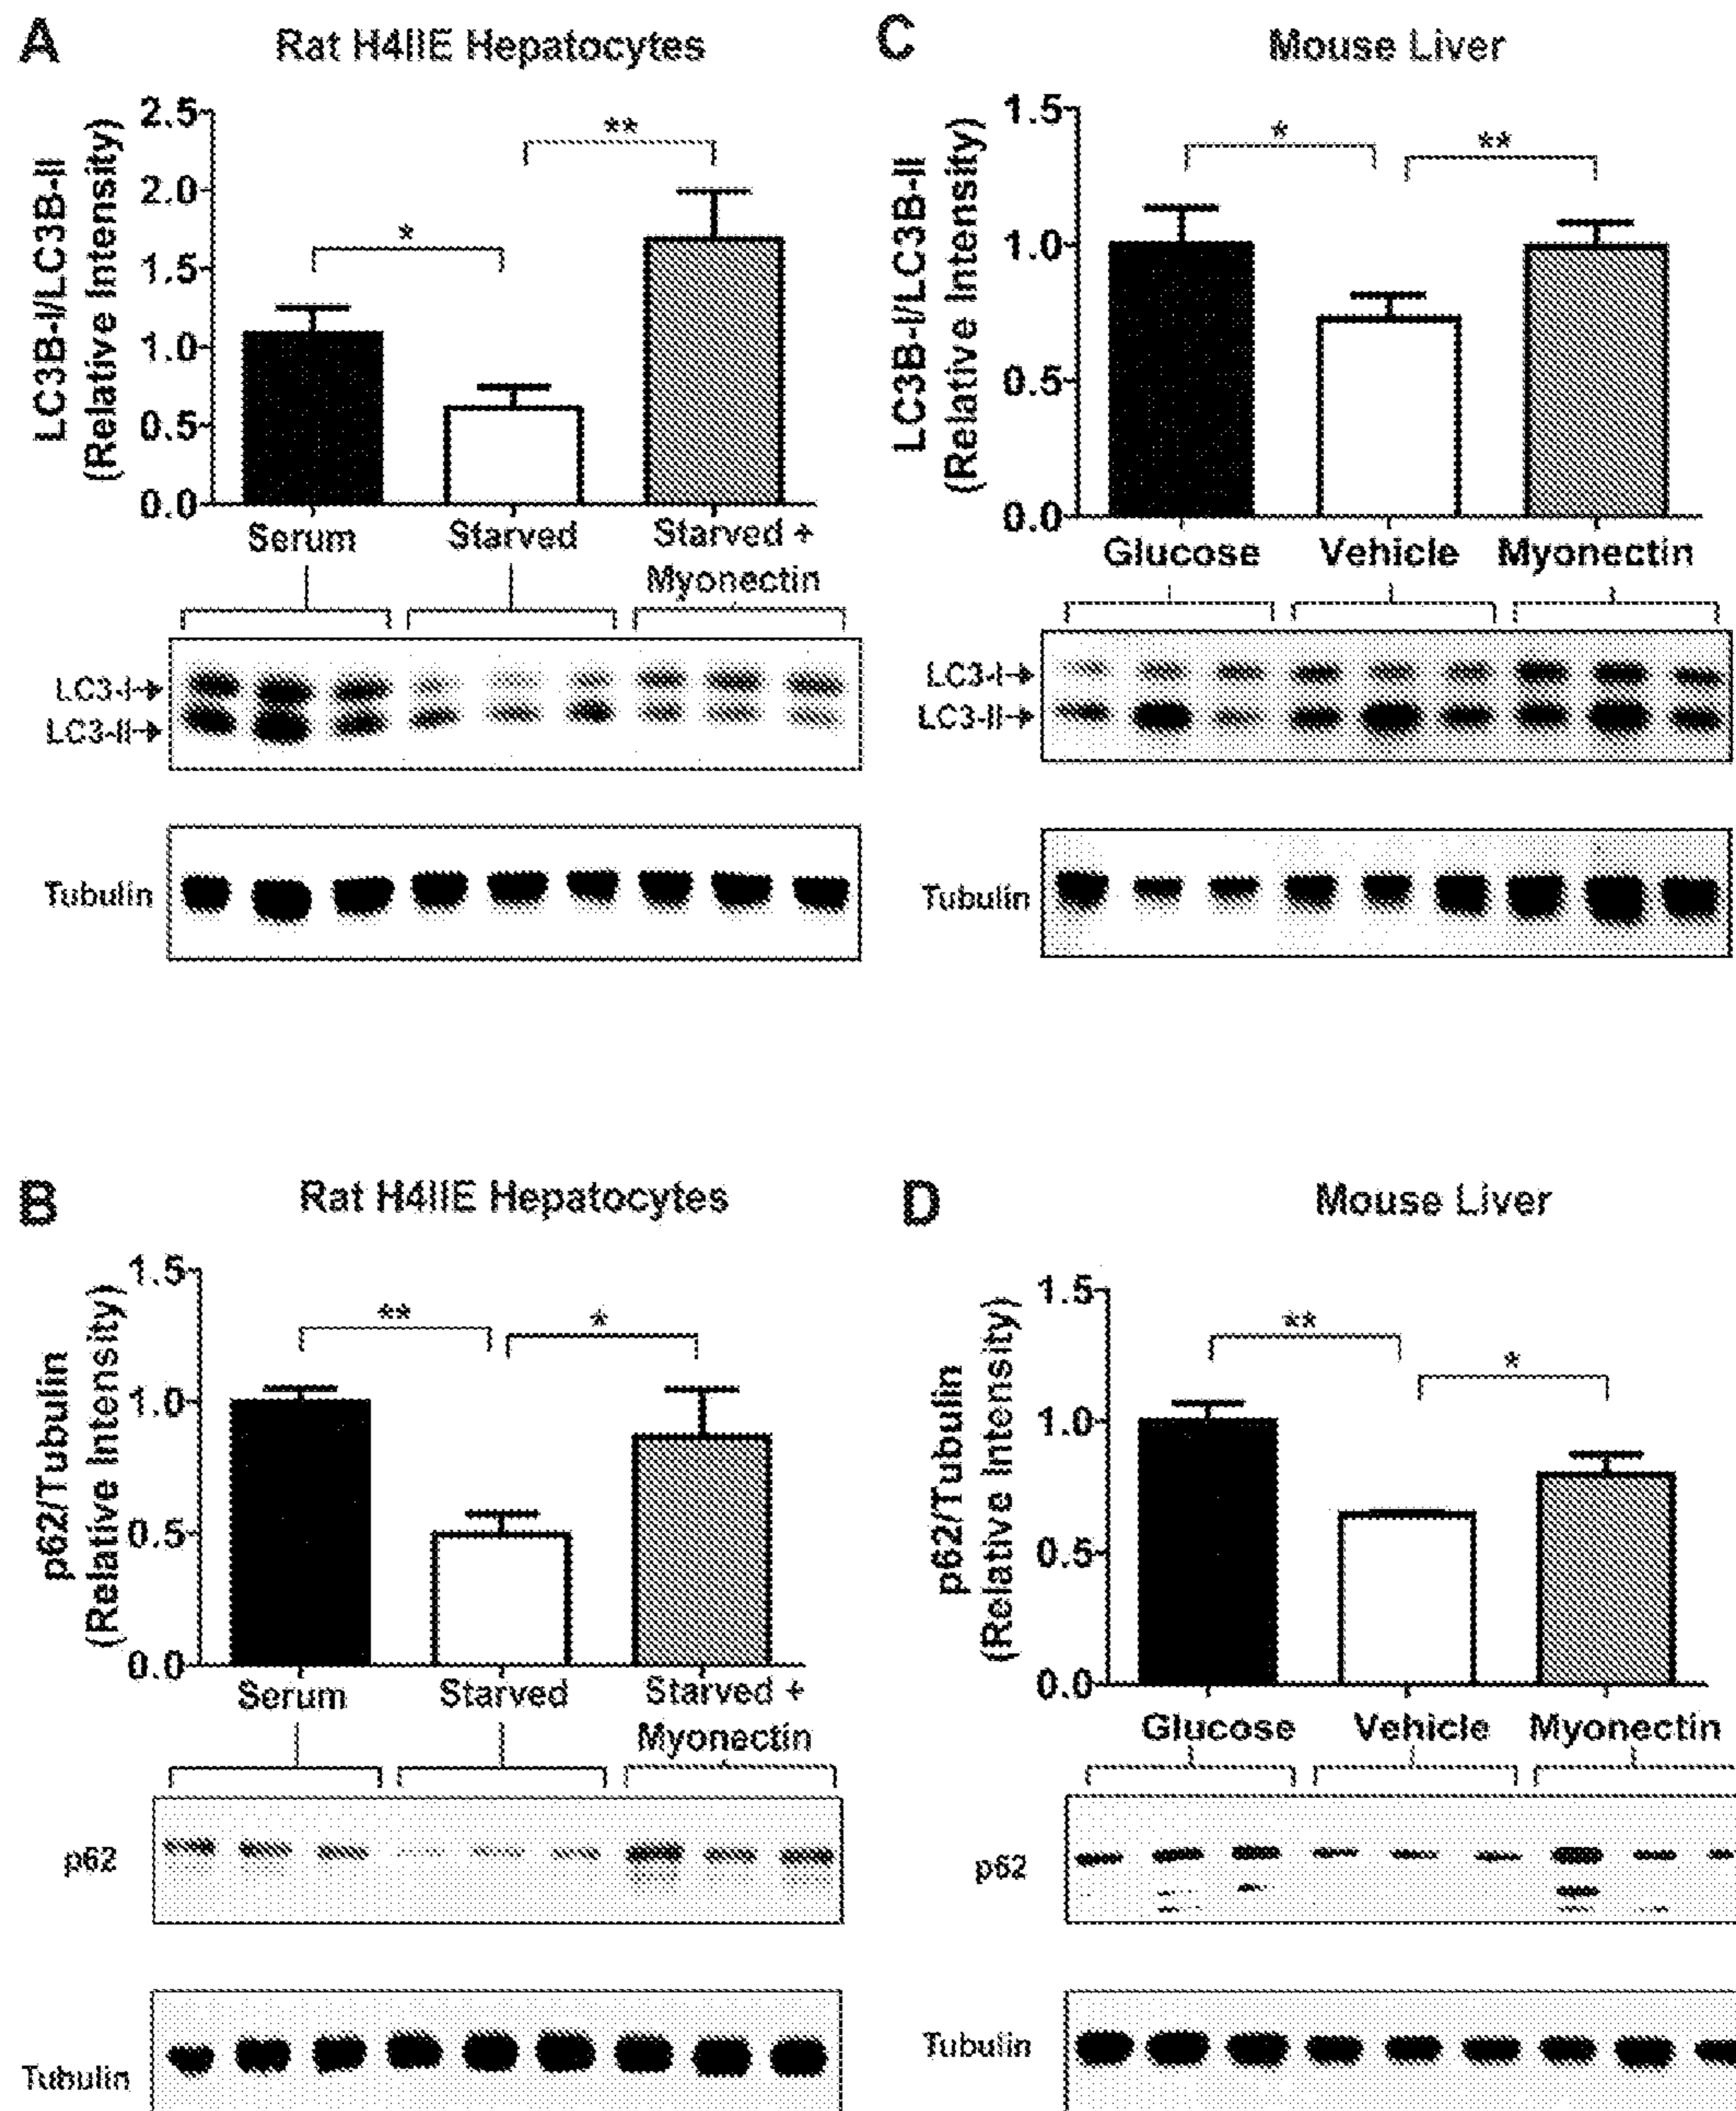 A
Rat H4IIE Hepatocytes
LC3B-I/LC3B-II
(Relative Intensity)
2.5
2.0
1.5
1.0
0.5
0.0
*
**
Serum
Starved
Starved +
Myonectin
LC3-I
LC3-II
Tubulin
C
Mouse Liver
LC3B-I/LC3B-II
(Relative Intensity)
1.5
1.0
0.5
0.0
*
**
Glucose
Vehicle
Myonectin
LC3-I
LC3-II
Tubulin
B
Rat H4IIE Hepatocytes
p62/Tubulin
(Relative Intensity)
1.5
1.0
0.5
0.0
**
*
Serum
Starved
Starved +
Myonectin
p62
Tubulin
D
Mouse Liver
p62/Tubulin
(Relative Intensity)
1.5
1.0
0.5
0.0
**
*
Glucose
Vehicle
Myonectin
p62
Tubulin